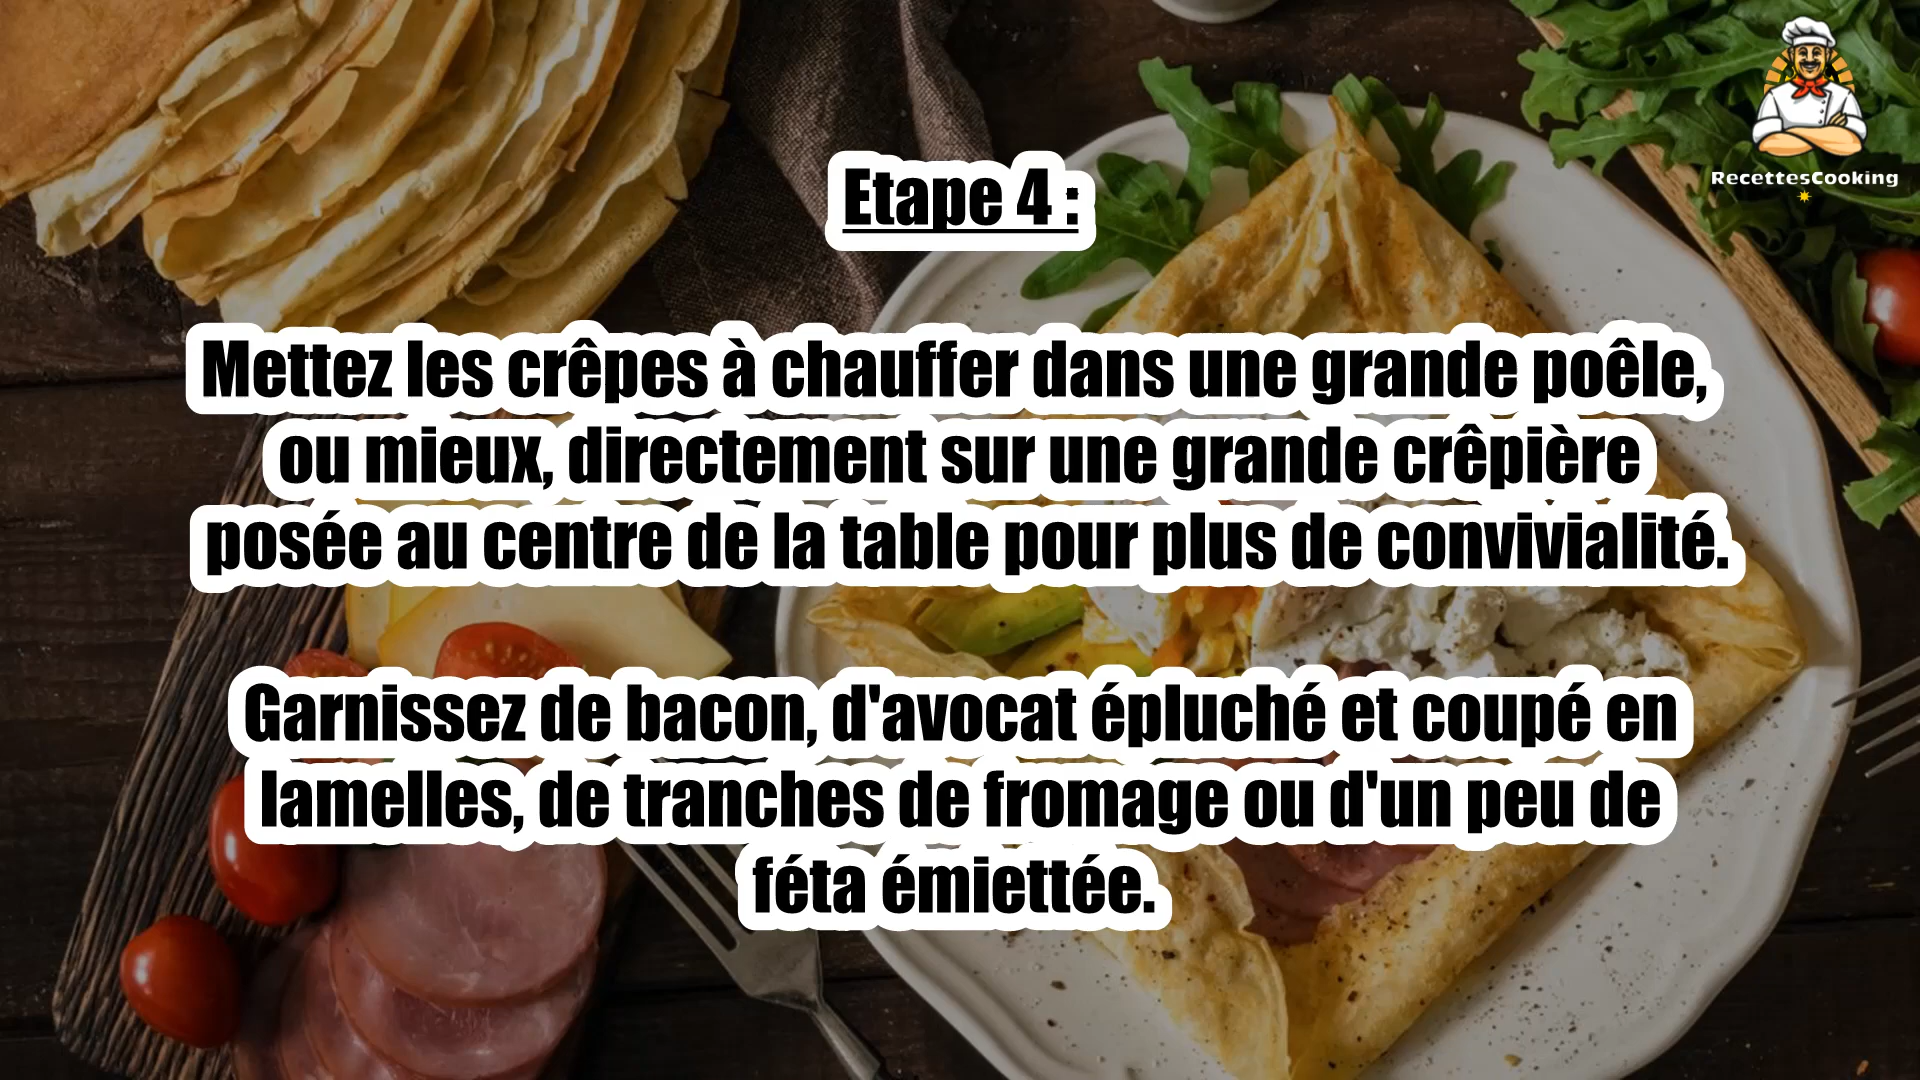 RecettesCooking
Etape 4 :
Mettez les crêpes à chauffer dans une grande poêle,
ou mieux, directement sur une grande crêpière
posée au centre de la table pour plus de convivialité.
Garnissez de bacon, d'avocat épluché et coupé en
lamelles, de tranches de fromage ou d'un peu de
féta émiettée.